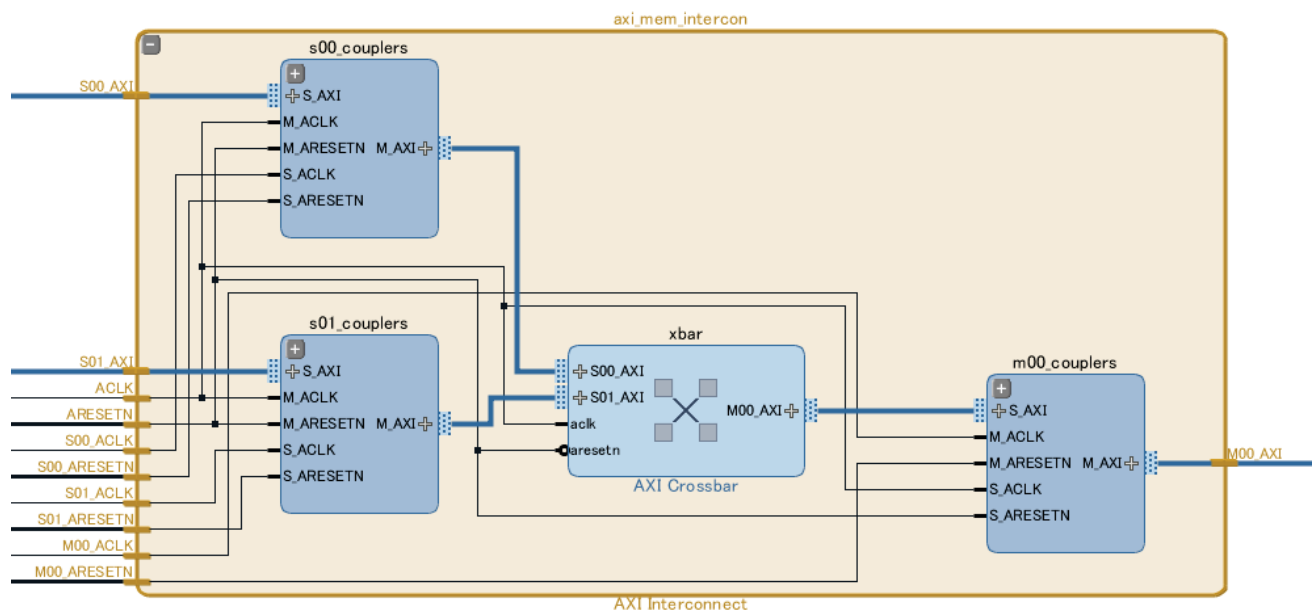 axi_mem_intercon
s00_couplers
S00_AXI
S_AXI
M_ACLK
M_ARESETN
M_AXI
S_ACLK
S_ARESETN
s01_couplers
S01_AXI
S_AXI
ACLK
M_ACLK
ARESETN
M_ARESETN
M_AXI
S00_ACLK
S_ACLK
S00_ARESETN
S_ARESETN
S01_ACLK
S01_ARESETN
M00_ACLK
M00_ARESETN
xbar
S00_AXI
S01_AXI
M00_AXI
aclk
aresetn
AXI Crossbar
m00_couplers
S_AXI
M_ACLK
M_ARESETN
M_AXI
S_ACLK
S_ARESETN
M00_AXI
AXI Interconnect